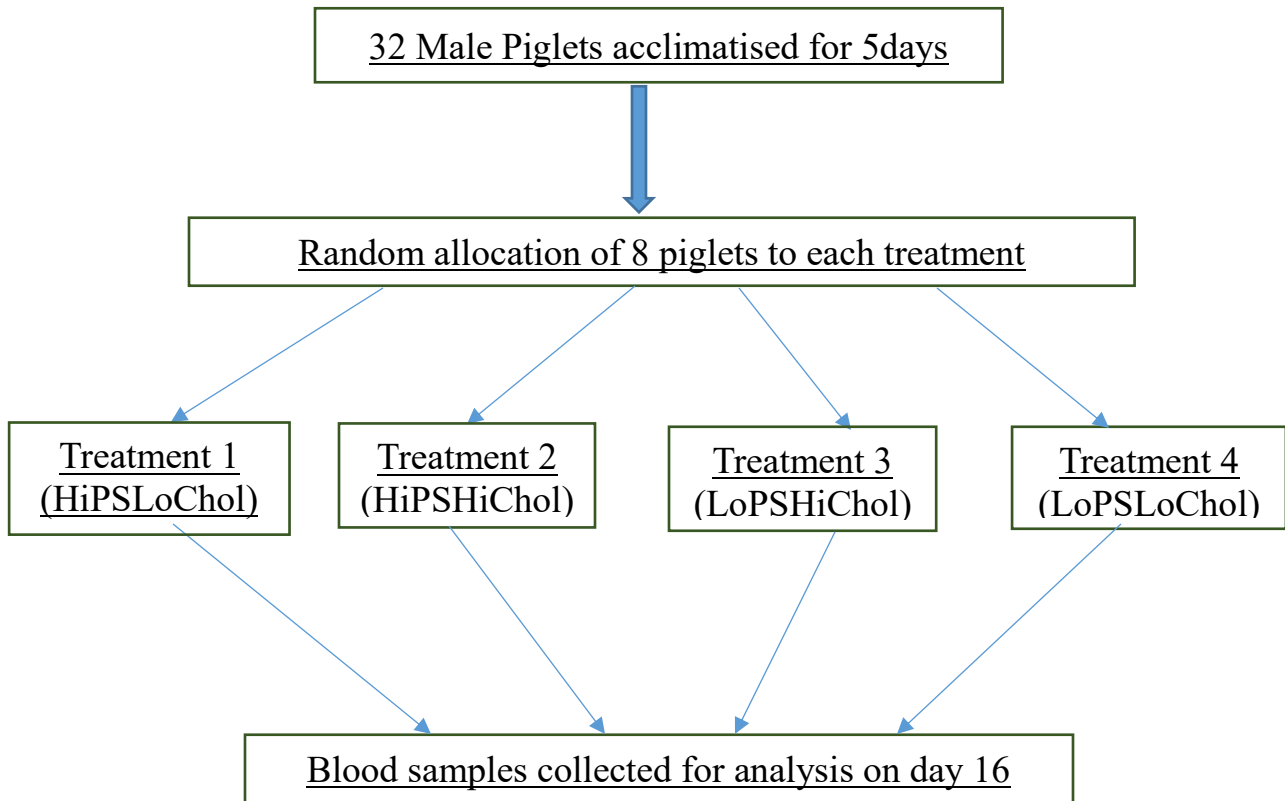 32 Male Piglets acclimatised for 5days
Random allocation of 8 piglets to each treatment
Treatment 1
(HiPSLoChol)
Treatment 2
(HiPSHiChol)
Treatment 3
(LoPSHiChol)
Treatment 4
(LoPSLoChol)
Blood samples collected for analysis on day 16